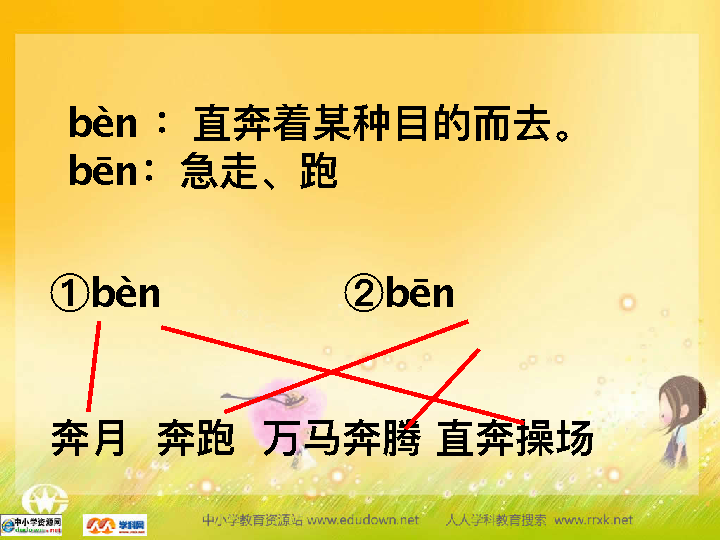 bèn ：直奔着某种目的而去。
bēn：急走、跑
①bèn ②bēn
奔月 奔跑 万马奔腾 直奔操场
中小学教育资源站 www.edudown.net 人人学科教育搜索 www.rrxk.net
中小学资源网 学科网